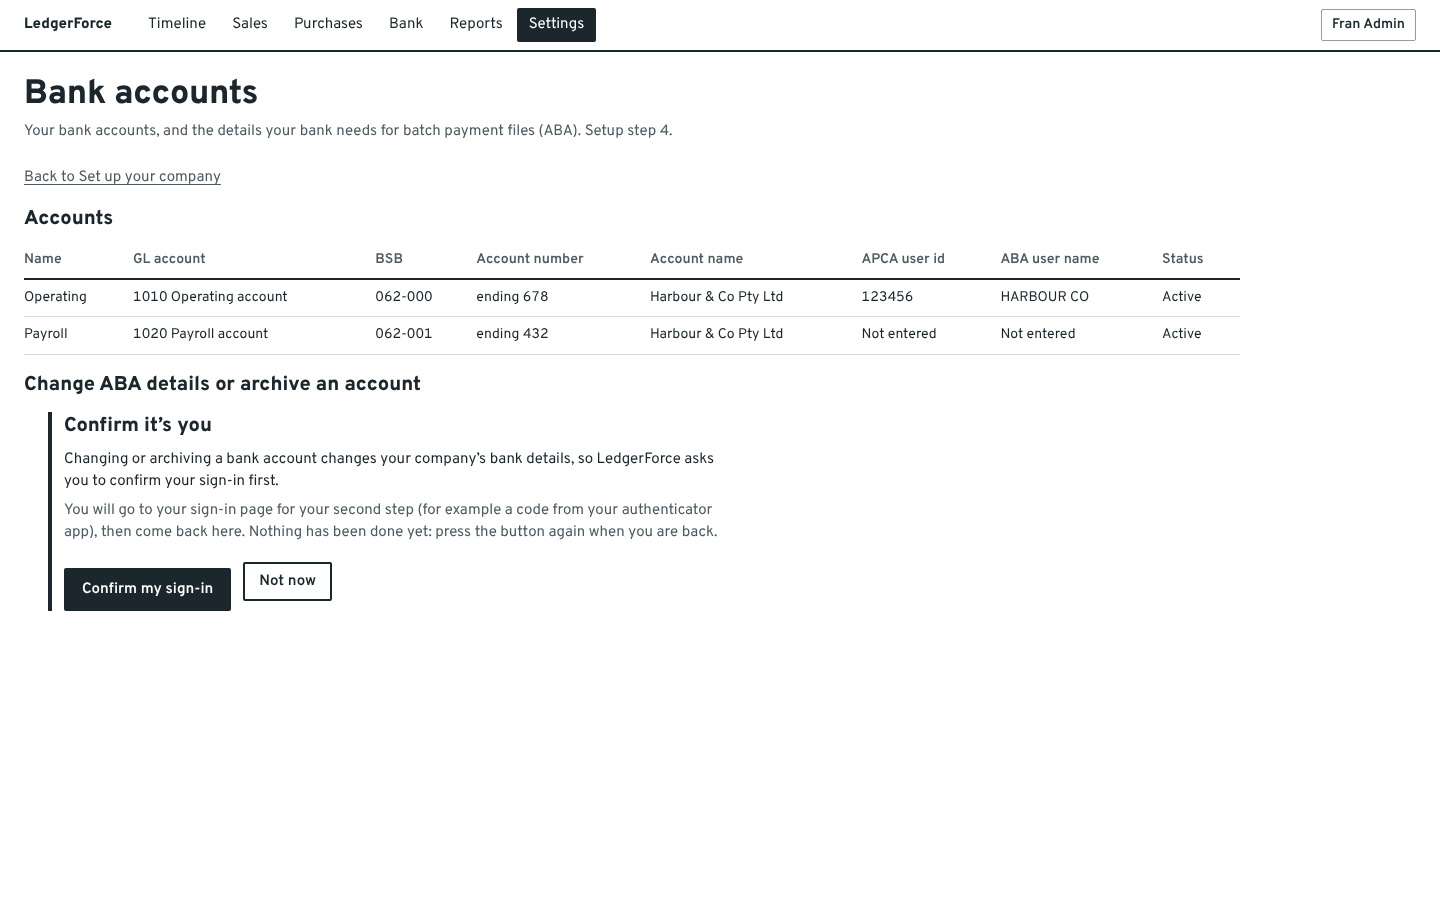 LedgerForce Timeline Sales Purchases Bank Reports Settings Fran Admin
Bank accounts
Your bank accounts, and the details your bank needs for batch payment files (ABA). Setup step 4.
Back to Set up your company
Accounts
Name GL account BSB Account number Account name APCA user id ABA user name Status
Operating 1010 Operating account 062-000 ending 678 Harbour & Co Pty Ltd 123456 HARBOUR CO Active
Payroll 1020 Payroll account 062-001 ending 432 Harbour & Co Pty Ltd Not entered Not entered Active
Change ABA details or archive an account
Confirm it’s you
Changing or archiving a bank account changes your company’s bank details, so LedgerForce asks
you to confirm your sign-in first.
You will go to your sign-in page for your second step (for example a code from your authenticator
app), then come back here. Nothing has been done yet: press the button again when you are back.
Confirm my sign-in Not now